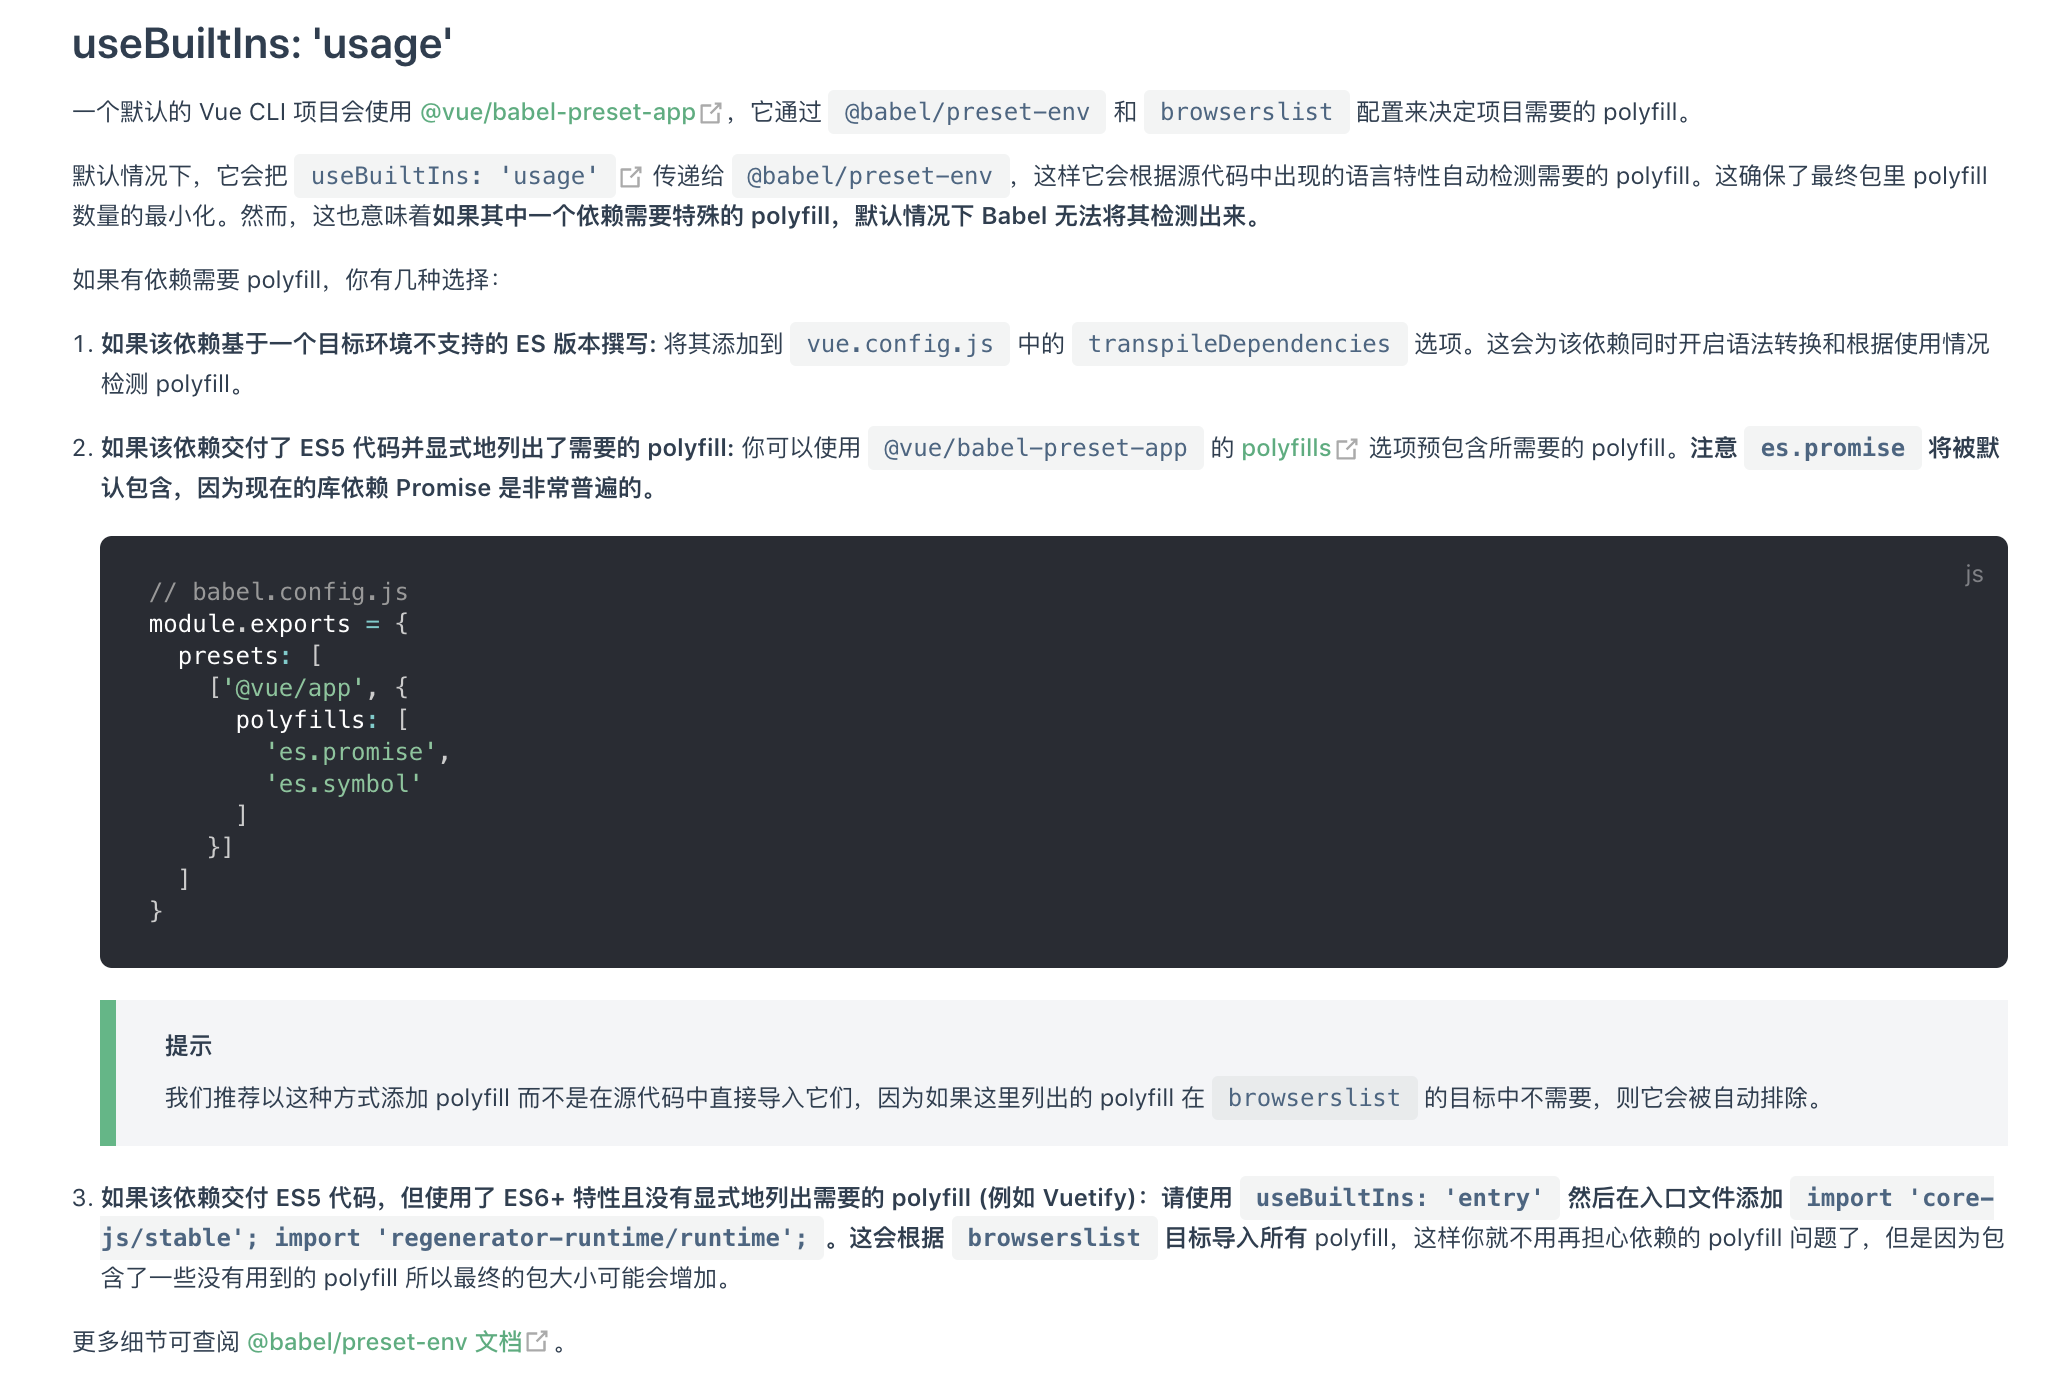 useBuiltIns: 'usage'
一个默认的 Vue CLI 项目会使用 @vue/babel-preset-app，它通过 @babel/preset-env 和 browserslist 配置来决定项目需要的 polyfill。
默认情况下，它会把 useBuiltIns: 'usage' 传递给 @babel/preset-env，这样它会根据源代码中出现的语言特性自动检测需要的 polyfill。这确保了最终包里 polyfill
数量的最小化。然而，这也意味着如果其中一个依赖需要特殊的 polyfill，默认情况下 Babel 无法将其检测出来。
如果有依赖需要 polyfill，你有几种选择：
1. 如果该依赖基于一个目标环境不支持的 ES 版本撰写: 将其添加到 vue.config.js 中的 transpileDependencies 选项。这会为该依赖同时开启语法转换和根据使用情况
检测 polyfill。
2. 如果该依赖交付了 ES5 代码并显式地列出了需要的 polyfill: 你可以使用 @vue/babel-preset-app 的 polyfills 选项预包含所需要的 polyfill。注意 es.promise 将被默
认包含，因为现在的库依赖 Promise 是非常普遍的。
js
// babel.config.js
module.exports = {
  presets: [
    ['@vue/app', {
      polyfills: [
        'es.promise',
        'es.symbol'
      ]
    }]
  ]
}
提示
我们推荐以这种方式添加 polyfill 而不是在源代码中直接导入它们，因为如果这里列出的 polyfill 在 browserslist 的目标中不需要，则它会被自动排除。
3. 如果该依赖交付 ES5 代码，但使用了 ES6+ 特性且没有显式地列出需要的 polyfill (例如 Vuetify)：请使用 useBuiltIns: 'entry' 然后在入口文件添加 import 'core-
js/stable'; import 'regenerator-runtime/runtime'; 。这会根据 browserslist 目标导入所有 polyfill，这样你就不用再担心依赖的 polyfill 问题了，但是因为包
含了一些没有用到的 polyfill 所以最终的包大小可能会增加。
更多细节可查阅 @babel/preset-env 文档。